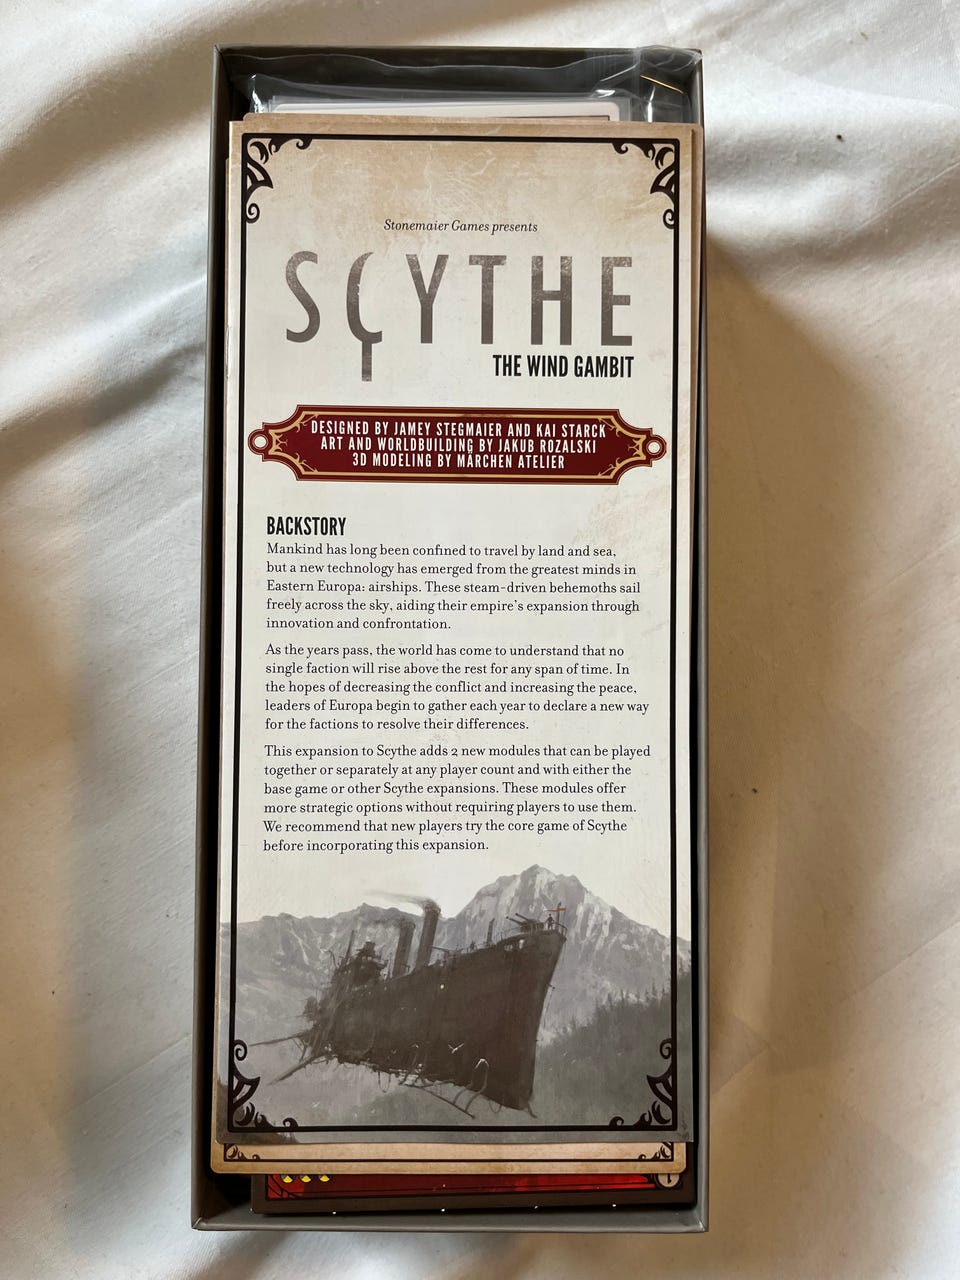 Stonemaier Games presents
SCYTHE
THE WIND GAMBIT
DESIGNED BY JAMEY STEGMAIER AND KAI STARCK
ART AND WORLDBUILDING BY JAKUB ROZALSKI
3D MODELING BY MÄRCHEN ATELIER
BACKSTORY
Mankind has long been confined to travel by land and sea,
but a new technology has emerged from the greatest minds in
Eastern Europa: airships. These steam-driven behemoths sail
freely across the sky, aiding their empire's expansion through
innovation and confrontation.
As the years pass, the world has come to understand that no
single faction will rise above the rest for any span of time. In
the hopes of decreasing the conflict and increasing the peace,
leaders of Europa begin to gather each year to declare a new way
for the factions to resolve their differences.
This expansion to Scythe adds 2 new modules that can be played
together or separately at any player count and with either the
base game or other Scythe expansions. These modules offer
more strategic options without requiring players to use them.
We recommend that new players try the core game of Scythe
before incorporating this expansion.
1